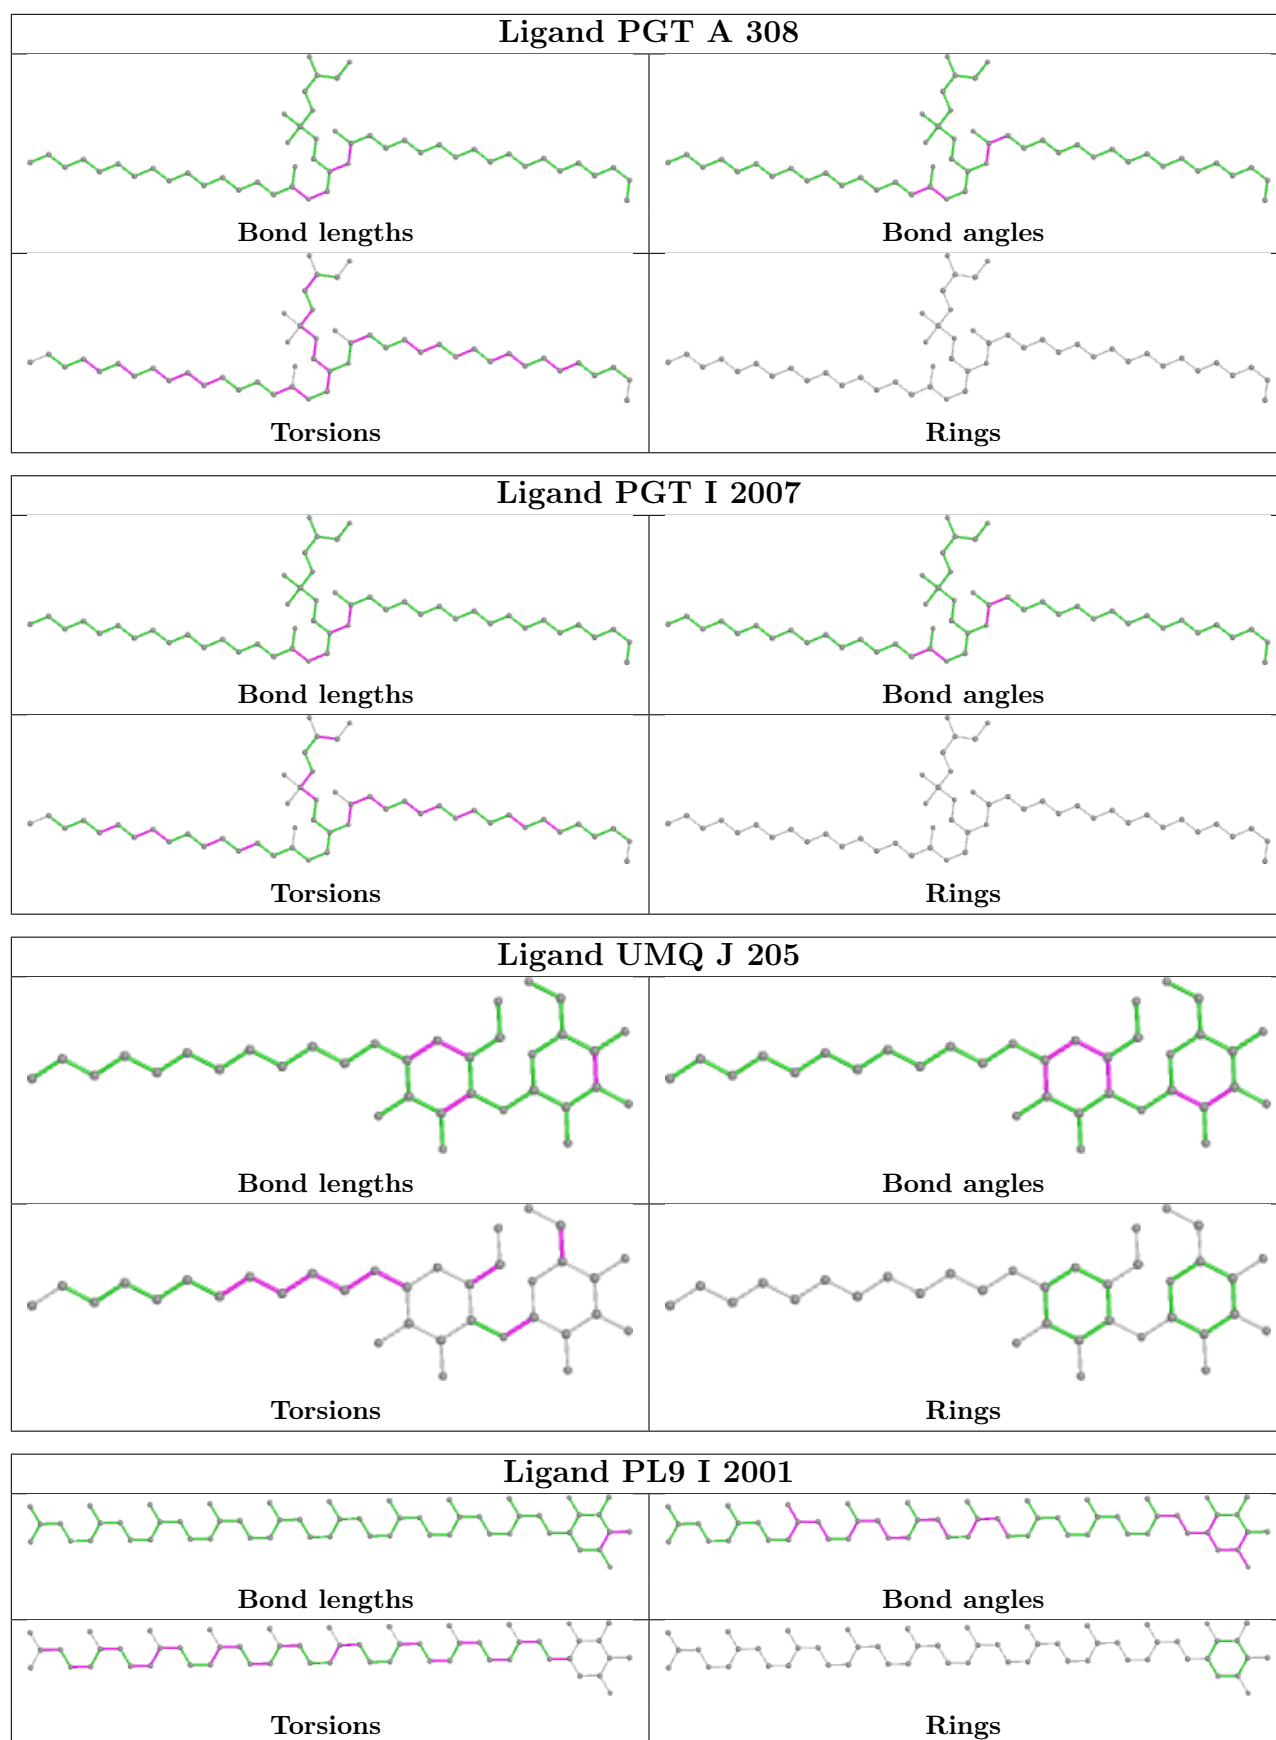 Ligand PGT A 308
Bond lengths Bond angles
Torsions Rings
Ligand PGT I 2007
Bond lengths Bond angles
Torsions Rings
Ligand UMQ J 205
Bond lengths Bond angles
Torsions Rings
Ligand PL9 I 2001
Bond lengths Bond angles
Torsions Rings